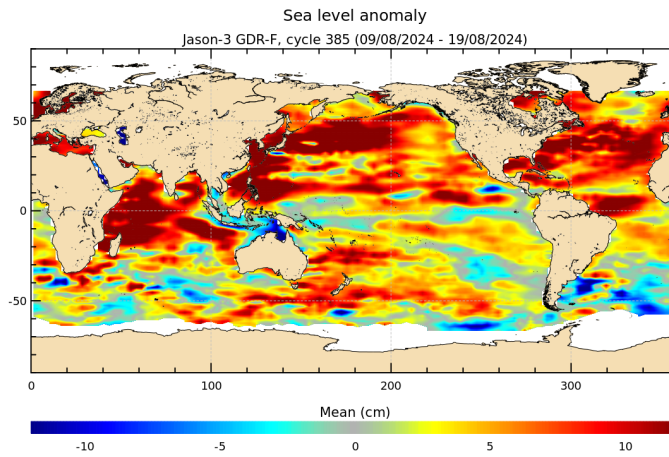 Sea level anomaly
Jason-3 GDR-F, cycle 385 (09/08/2024 - 19/08/2024)
50
0
-50
0 100 200 300
Mean (cm)
-10 -5 0 5 10